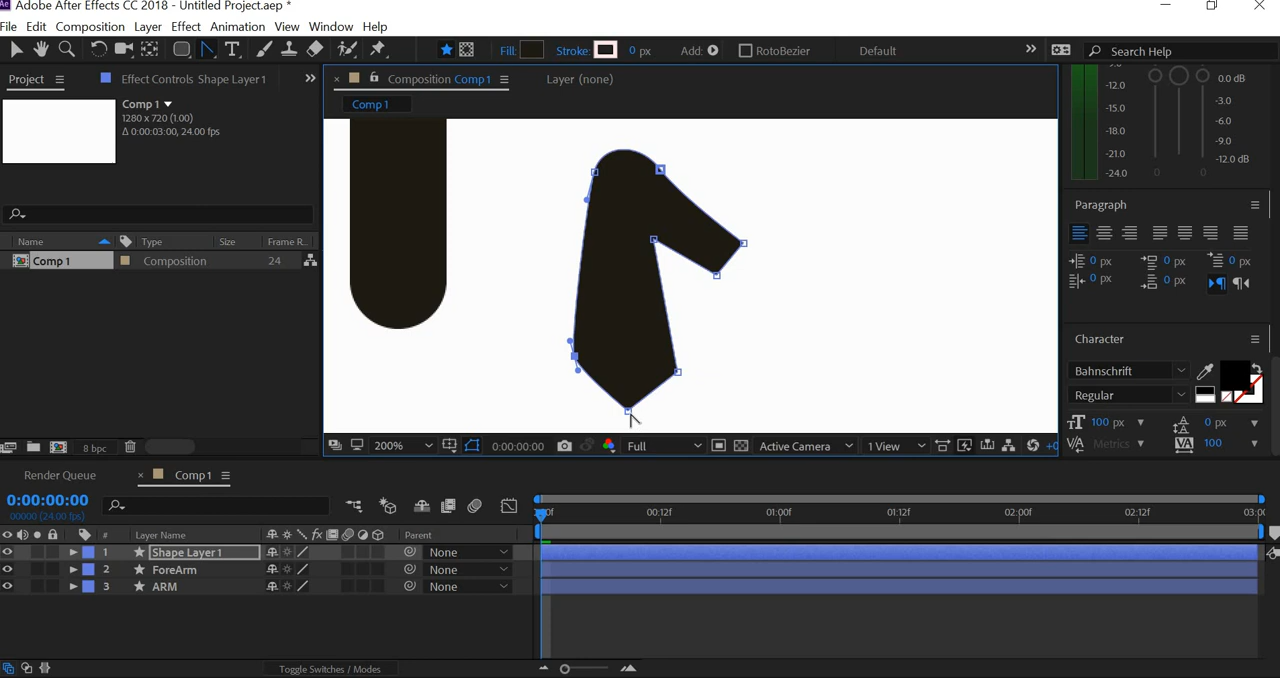 Ae Adobe After Effects CC 2018 - Untitled Project.aep *
File Edit Composition Layer Effect Animation View Window Help
Fill: Stroke: 0 px Add: RotoBezier Default Search Help
Project Effect Controls Shape Layer 1 Composition Comp 1 Layer (none)
Comp 1
1280 x 720 (1.00)
Δ 0:00:03:00, 24.00 fps
Comp 1
-12.0
-15.0
-18.0
-21.0
-24.0
0.0 dB
-3.0
-6.0
-9.0
-12.0 dB
0
0
0
Paragraph
0 px 0 px 0 px
0 px 0 px
Name Type Size Frame R...
Comp 1 Composition 24
Character
Bahnschrift
Regular
100 px 0 px
Metrics 100
8 bpc
200% 0:00:00:00 Full Active Camera 1 View +0
Render Queue Comp 1
0:00:00:00
00000 (24.00 fps)
00:12f 01:00f 01:12f 02:00f 02:12f
# Layer Name Parent
1 Shape Layer 1 None
2 ForeArm None
3 ARM None
Toggle Switches / Modes